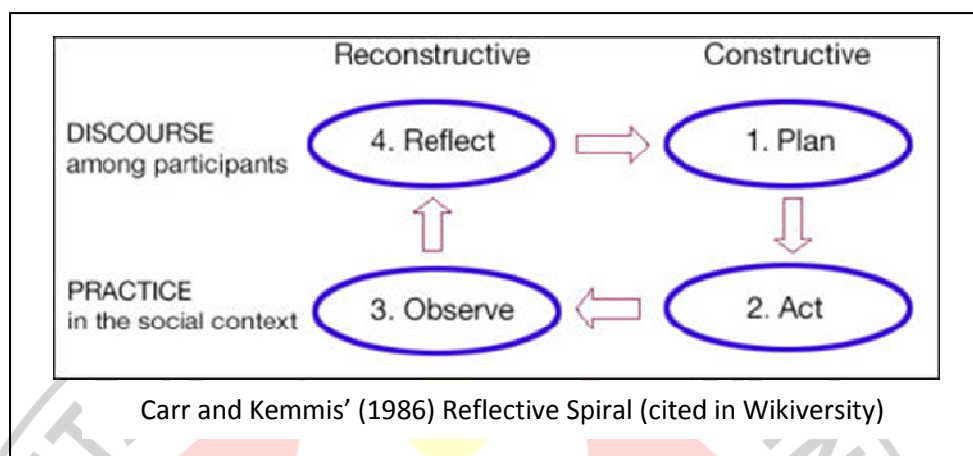 Reconstructive Constructive
DISCOURSE
among participants
4. Reflect
1. Plan
PRACTICE
in the social context
3. Observe
2. Act
Carr and Kemmis’ (1986) Reflective Spiral (cited in Wikiversity)